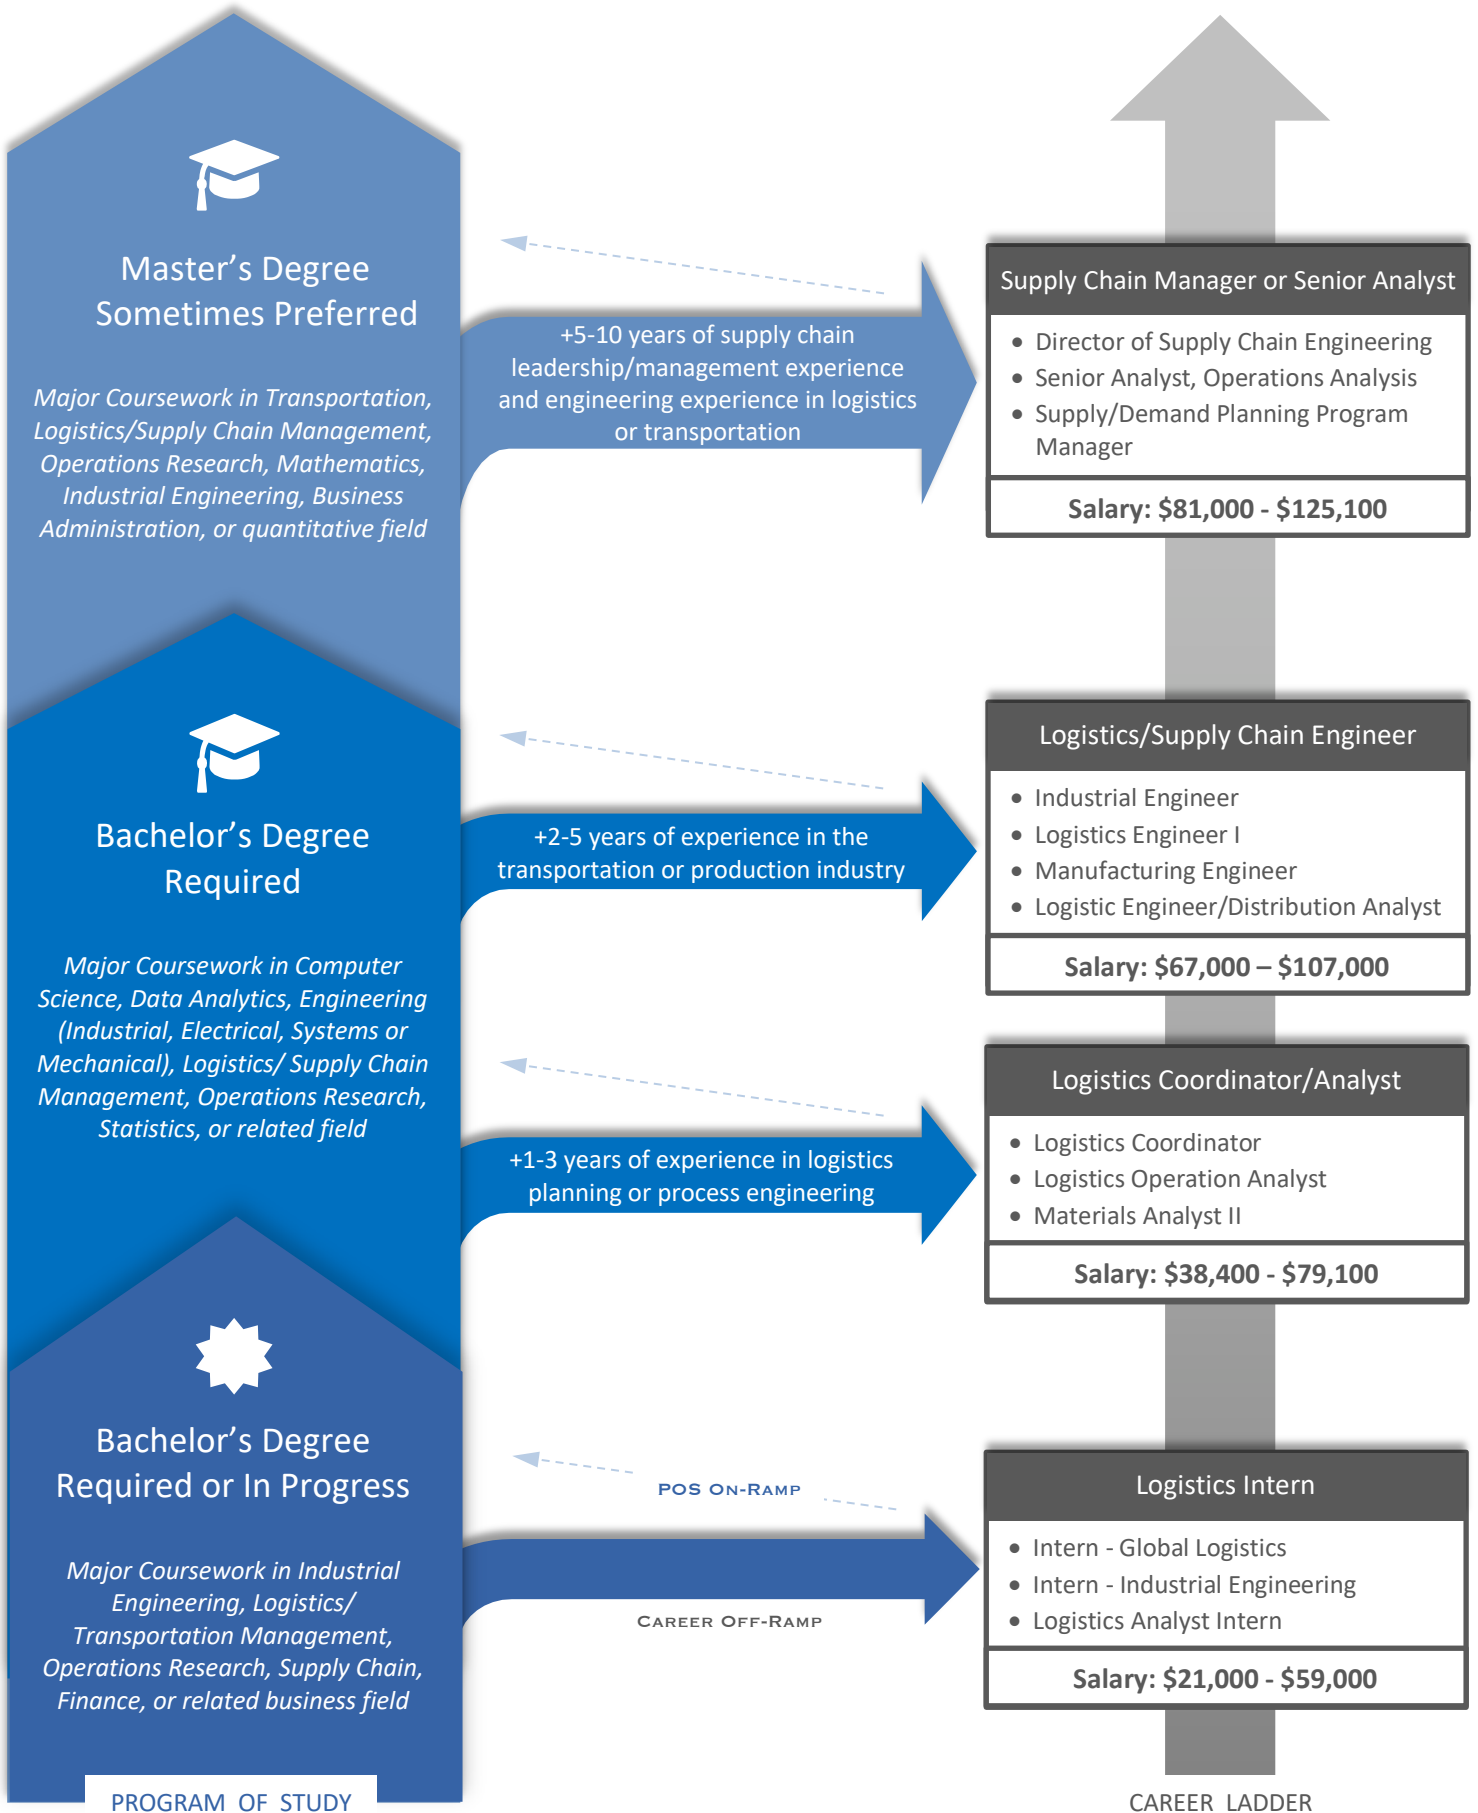 Master's Degree
Sometimes Preferred
Major Coursework in Transportation,
Logistics/Supply Chain Management,
Operations Research, Mathematics,
Industrial Engineering, Business
Administration, or quantitative field
+5-10 years of supply chain
leadership/management experience
and engineering experience in logistics
or transportation
Supply Chain Manager or Senior Analyst
• Director of Supply Chain Engineering
• Senior Analyst, Operations Analysis
• Supply/Demand Planning Program
Manager
Salary: $81,000 - $125,100
Bachelor's Degree
Required
Major Coursework in Computer
Science, Data Analytics, Engineering
(Industrial, Electrical, Systems or
Mechanical), Logistics/ Supply Chain
Management, Operations Research,
Statistics, or related field
+2-5 years of experience in the
transportation or production industry
Logistics/Supply Chain Engineer
• Industrial Engineer
• Logistics Engineer I
• Manufacturing Engineer
• Logistic Engineer/Distribution Analyst
Salary: $67,000 – $107,000
+1-3 years of experience in logistics
planning or process engineering
Logistics Coordinator/Analyst
• Logistics Coordinator
• Logistics Operation Analyst
• Materials Analyst II
Salary: $38,400 - $79,100
Bachelor's Degree
Required or In Progress
Major Coursework in Industrial
Engineering, Logistics/
Transportation Management,
Operations Research, Supply Chain,
Finance, or related business field
POS On-Ramp
Career Off-Ramp
Logistics Intern
• Intern - Global Logistics
• Intern - Industrial Engineering
• Logistics Analyst Intern
Salary: $21,000 - $59,000
PROGRAM OF STUDY
CAREER LADDER